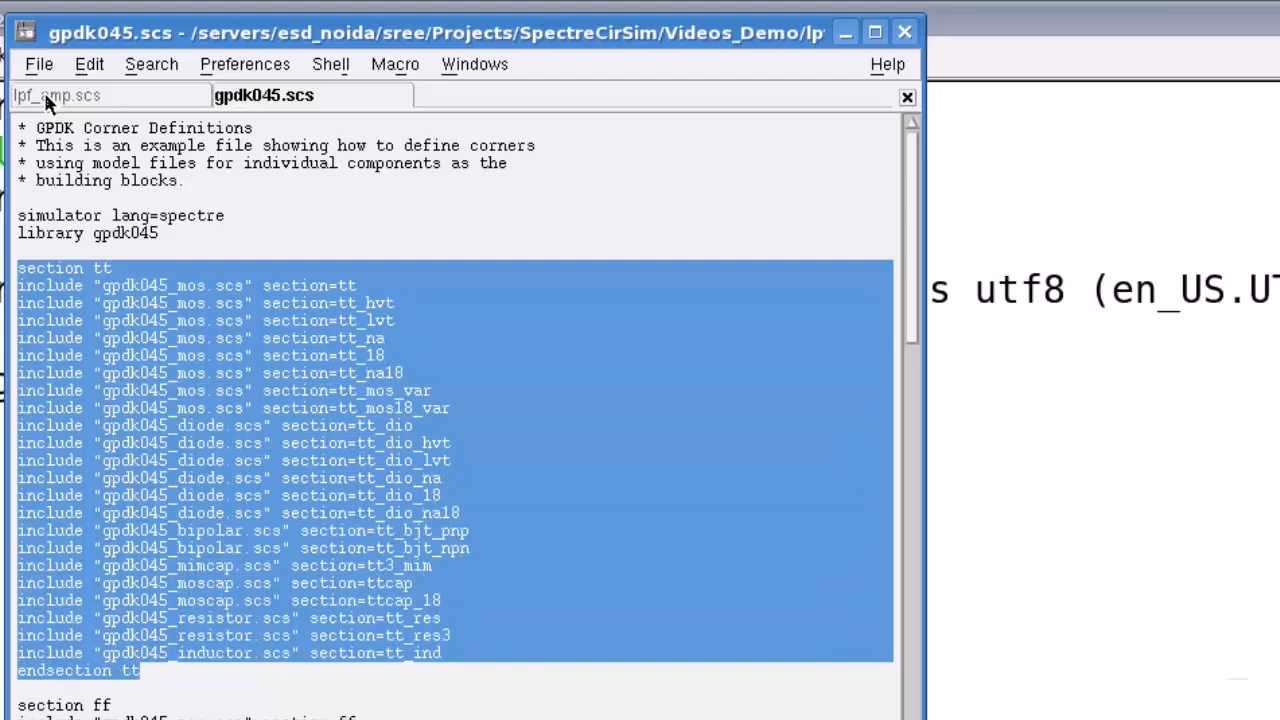 gpdk045.scs - /servers/esd_noida/sree/Projects/SpectreCirSim/Videos_Demo/lp
File Edit Search Preferences Shell Macro Windows Help
lpf_amp.scs gpdk045.scs
* GPDK Corner Definitions
* This is an example file showing how to define corners
* using model files for individual components as the
* building blocks.
simulator lang=spectre
library gpdk045
section tt
include "gpdk045_mos.scs" section=tt
include "gpdk045_mos.scs" section=tt_hvt
include "gpdk045_mos.scs" section=tt_lvt
include "gpdk045_mos.scs" section=tt_na
include "gpdk045_mos.scs" section=tt_18
include "gpdk045_mos.scs" section=tt_na18
include "gpdk045_mos.scs" section=tt_mos_var
include "gpdk045_mos.scs" section=tt_mos18_var
include "gpdk045_diode.scs" section=tt_dio
include "gpdk045_diode.scs" section=tt_dio_hvt
include "gpdk045_diode.scs" section=tt_dio_lvt
include "gpdk045_diode.scs" section=tt_dio_na
include "gpdk045_diode.scs" section=tt_dio_18
include "gpdk045_diode.scs" section=tt_dio_na18
include "gpdk045_bipolar.scs" section=tt_bjt_pnp
include "gpdk045_bipolar.scs" section=tt_bjt_npn
include "gpdk045_mimcap.scs" section=tt3_mim
include "gpdk045_moscap.scs" section=ttcap
include "gpdk045_moscap.scs" section=ttcap_18
include "gpdk045_resistor.scs" section=tt_res
include "gpdk045_resistor.scs" section=tt_res3
include "gpdk045_inductor.scs" section=tt_ind
endsection tt
section ff
s utf8 (en_US.UT